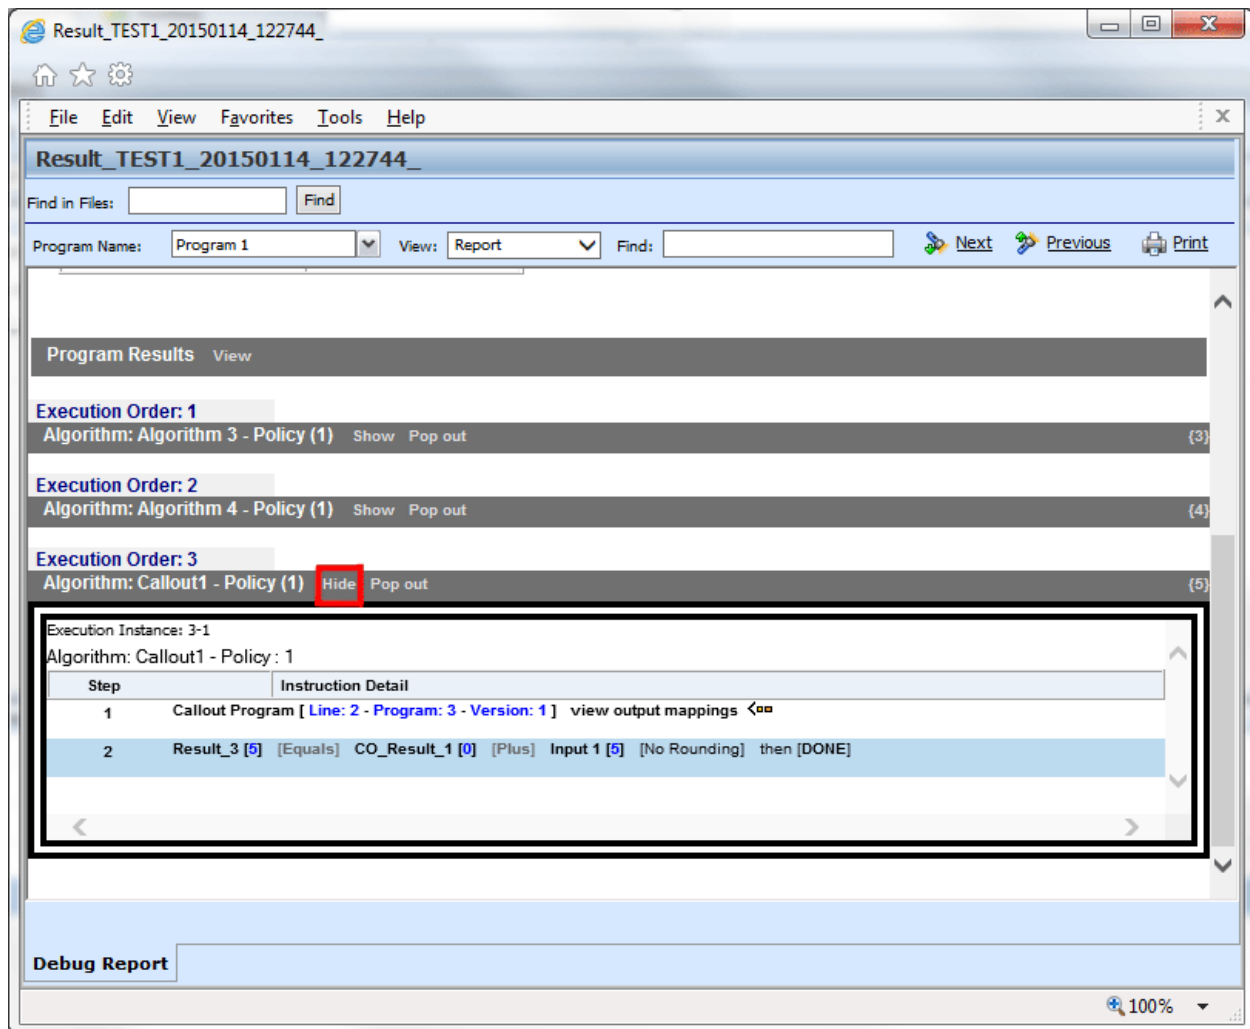 Result_TEST1_20150114_122744_
File Edit View Favorites Tools Help
Result_TEST1_20150114_122744_
Find in Files: Find
Program Name: Program 1 View: Report Find: Next Previous Print
Program Results View
Execution Order: 1
Algorithm: Algorithm 3 - Policy (1) Show Pop out {3}
Execution Order: 2
Algorithm: Algorithm 4 - Policy (1) Show Pop out {4}
Execution Order: 3
Algorithm: Callout1 - Policy (1) Hide Pop out {5}
Execution Instance: 3-1
Algorithm: Callout1 - Policy : 1
Step Instruction Detail
1 Callout Program [ Line: 2 - Program: 3 - Version: 1 ] view output mappings
2 Result_3 [5] [Equals] CO_Result_1 [0] [Plus] Input 1 [5] [No Rounding] then [DONE]
Debug Report
100%